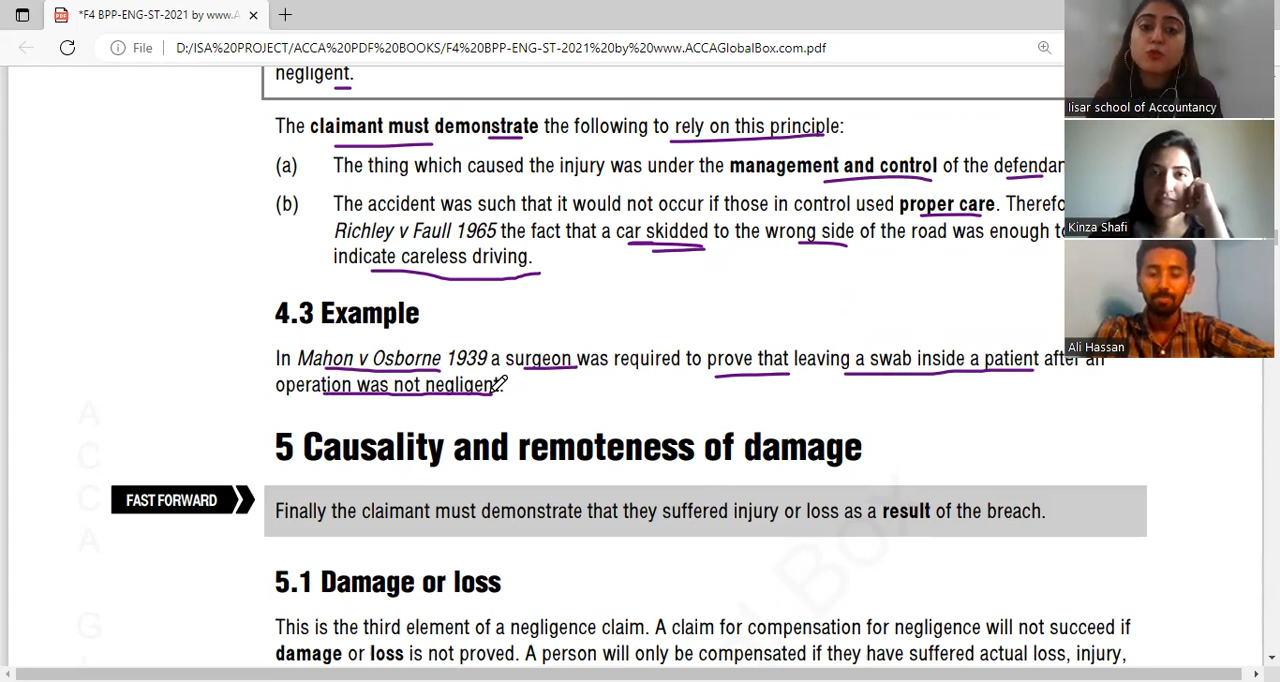 *F4 BPP-ENG-ST-2021 by www.A
File
D:/ISA%20PROJECT/ACCA%20PDF%20BOOKS/F4%20BPP-ENG-ST-2021%20by%20www.ACCAGlobalBox.com.pdf
negligent.
The claimant must demonstrate the following to rely on this principle:
(a) The thing which caused the injury was under the management and control of the defendan
(b) The accident was such that it would not occur if those in control used proper care. Therefo
Richley v Faull 1965 the fact that a car skidded to the wrong side of the road was enough to
indicate careless driving.
4.3 Example
In Mahon v Osborne 1939 a surgeon was required to prove that leaving a swab inside a patient after an
operation was not negligent.
5 Causality and remoteness of damage
FAST FORWARD
Finally the claimant must demonstrate that they suffered injury or loss as a result of the breach.
5.1 Damage or loss
This is the third element of a negligence claim. A claim for compensation for negligence will not succeed if
damage or loss is not proved. A person will only be compensated if they have suffered actual loss, injury,
Iisar school of Accountancy
Kinza Shafi
Ali Hassan
A
C
C
A
G
l Box